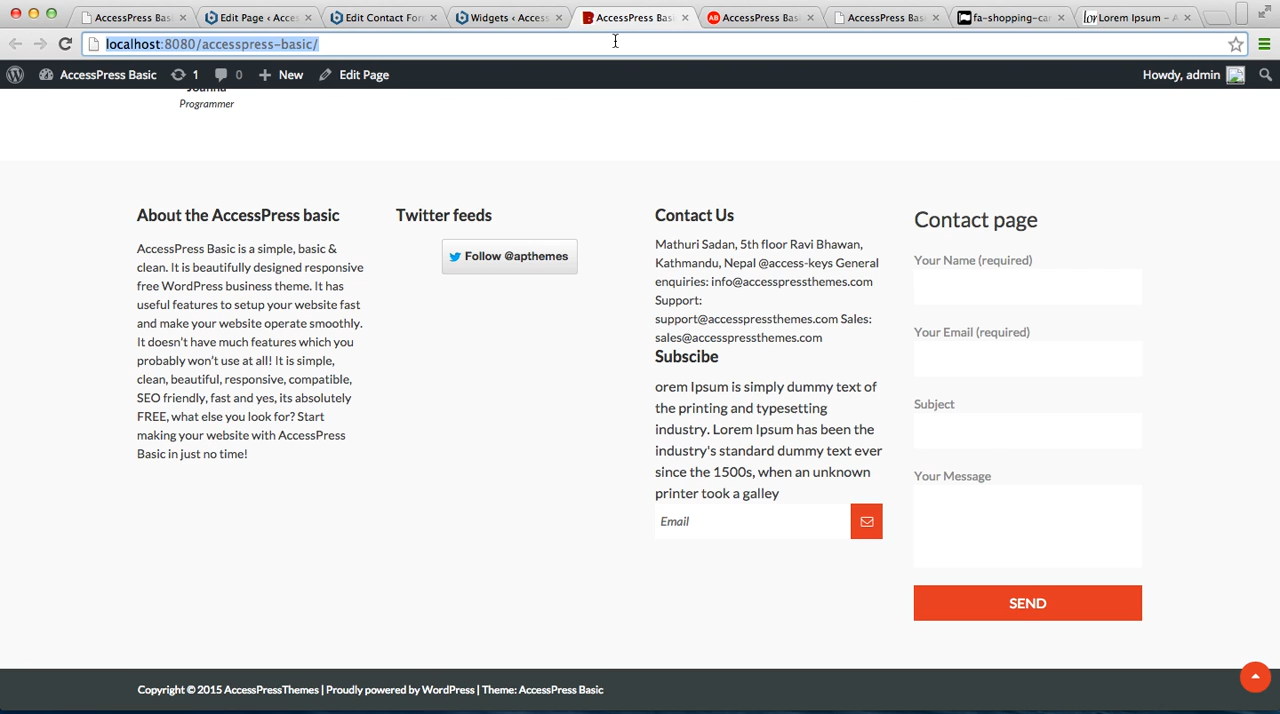 AccessPress Bas
Edit Page ‹ Acces
Edit Contact For
Widgets ‹ Access
AccessPress Bas
AccessPress Bas
AccessPress Bas
fa-shopping-ca
Lorem Ipsum – A
localhost:8080/accesspress-basic/
AccessPress Basic
1
0
New
Edit Page
Howdy, admin
Joanna
Programmer
About the AccessPress basic
AccessPress Basic is a simple, basic &
clean. It is beautifully designed responsive
free WordPress business theme. It has
useful features to setup your website fast
and make your website operate smoothly.
It doesn't have much features which you
probably won't use at all! It is simple,
clean, beautiful, responsive, compatible,
SEO friendly, fast and yes, its absolutely
FREE, what else you look for? Start
making your website with AccessPress
Basic in just no time!
Twitter feeds
Follow @apthemes
Contact Us
Mathuri Sadan, 5th floor Ravi Bhawan,
Kathmandu, Nepal @access-keys General
enquiries: info@accesspressthemes.com
Support:
support@accesspressthemes.com Sales:
sales@accesspressthemes.com
Subscibe
orem Ipsum is simply dummy text of
the printing and typesetting
industry. Lorem Ipsum has been the
industry's standard dummy text ever
since the 1500s, when an unknown
printer took a galley
Email
Contact page
Your Name (required)
Your Email (required)
Subject
Your Message
SEND
Copyright © 2015 AccessPressThemes | Proudly powered by WordPress | Theme: AccessPress Basic